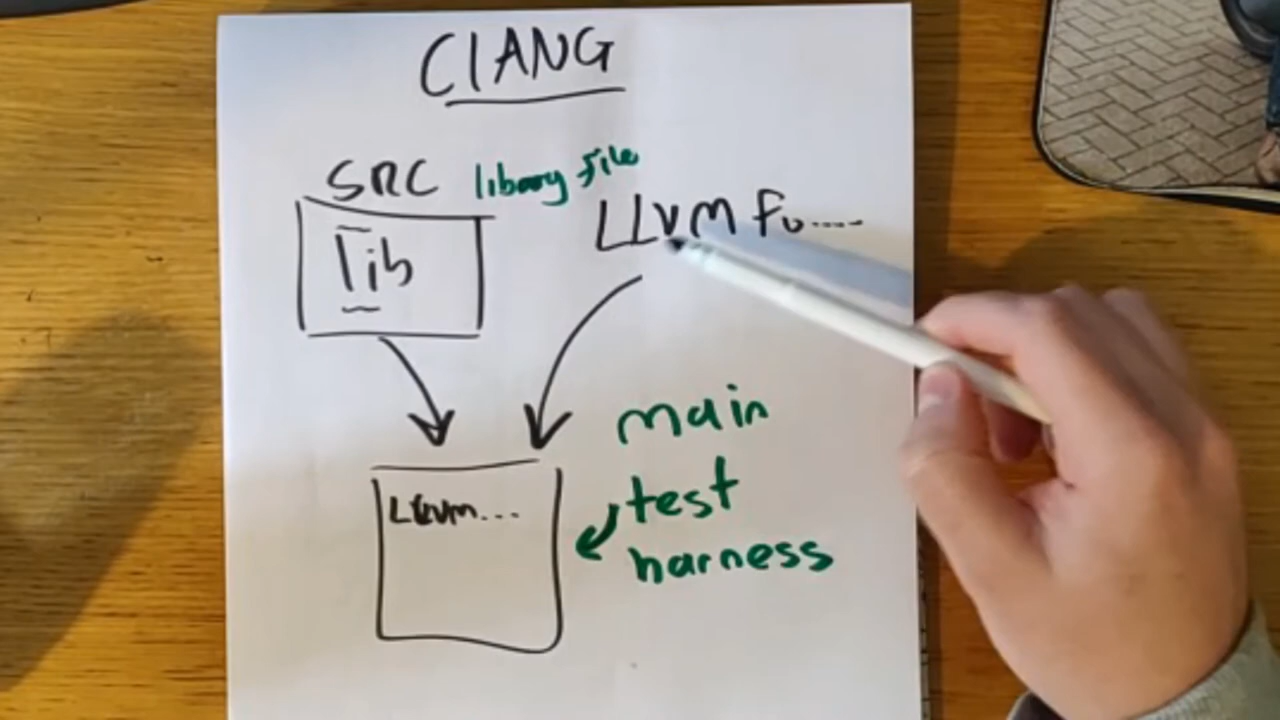 CLANG
SRC library file
lib
LLVM Fu.....
LLvm...
main
test
harness